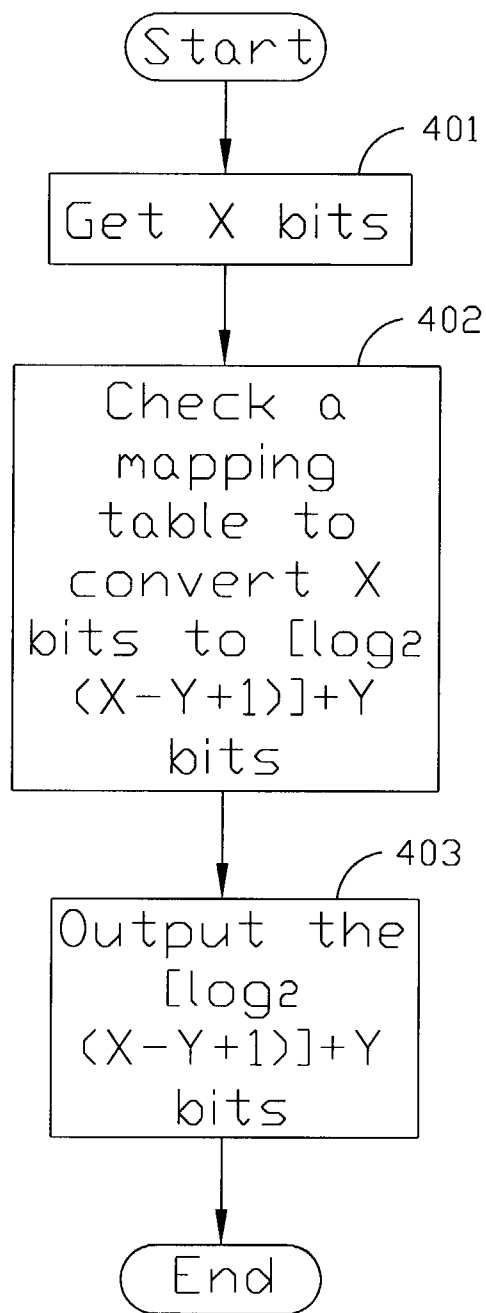 Start
401
Get X bits
402
Check a
mapping
table to
convert X
bits to [log2
(X-Y+1)]+Y
bits
403
Output the
[log2
(X-Y+1)]+Y
bits
End